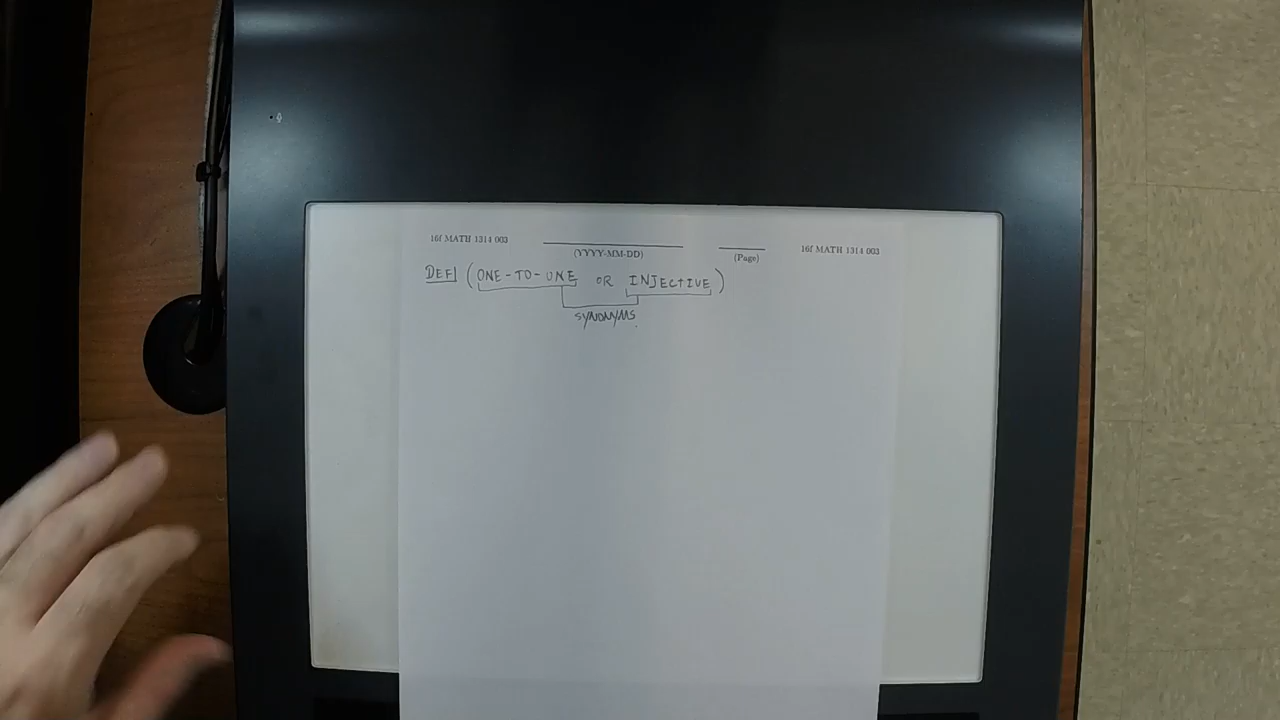 16f MATH 1314 003 16f MATH 1314 003
(YYYY-MM-DD) (Page)
DEF (ONE-TO-ONE OR INJECTIVE)
SYNONYMS.